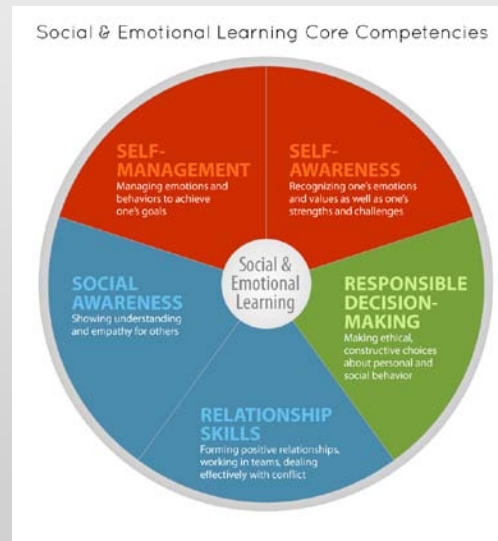 Social & Emotional Learning Core Competencies
SELF-
MANAGEMENT
Managing emotions and
behaviors to achieve
one's goals
SELF-
AWARENESS
Recognizing one's emotions
and values as well as one's
strengths and challenges
SOCIAL
AWARENESS
Showing understanding
and empathy for others
Social &
Emotional
Learning
RESPONSIBLE
DECISION-
MAKING
Making ethical,
constructive choices
about personal and
social behavior
RELATIONSHIP
SKILLS
Forming positive relationships,
working in teams, dealing
effectively with conflict